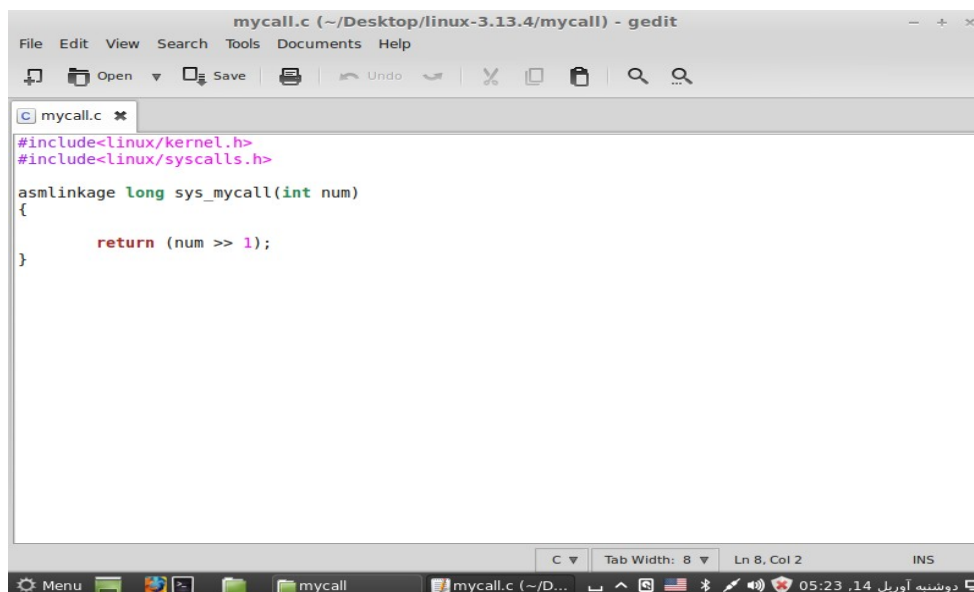 mycall.c (~/Desktop/linux-3.13.4/mycall) - gedit
File Edit View Search Tools Documents Help
Open Save Undo
C mycall.c
#include<linux/kernel.h>
#include<linux/syscalls.h>
asmlinkage long sys_mycall(int num)
{
return (num >> 1);
}
C Tab Width: 8 Ln 8, Col 2 INS
Menu mycall mycall.c (~/D... دوشنبه آوریل 14, 05:23